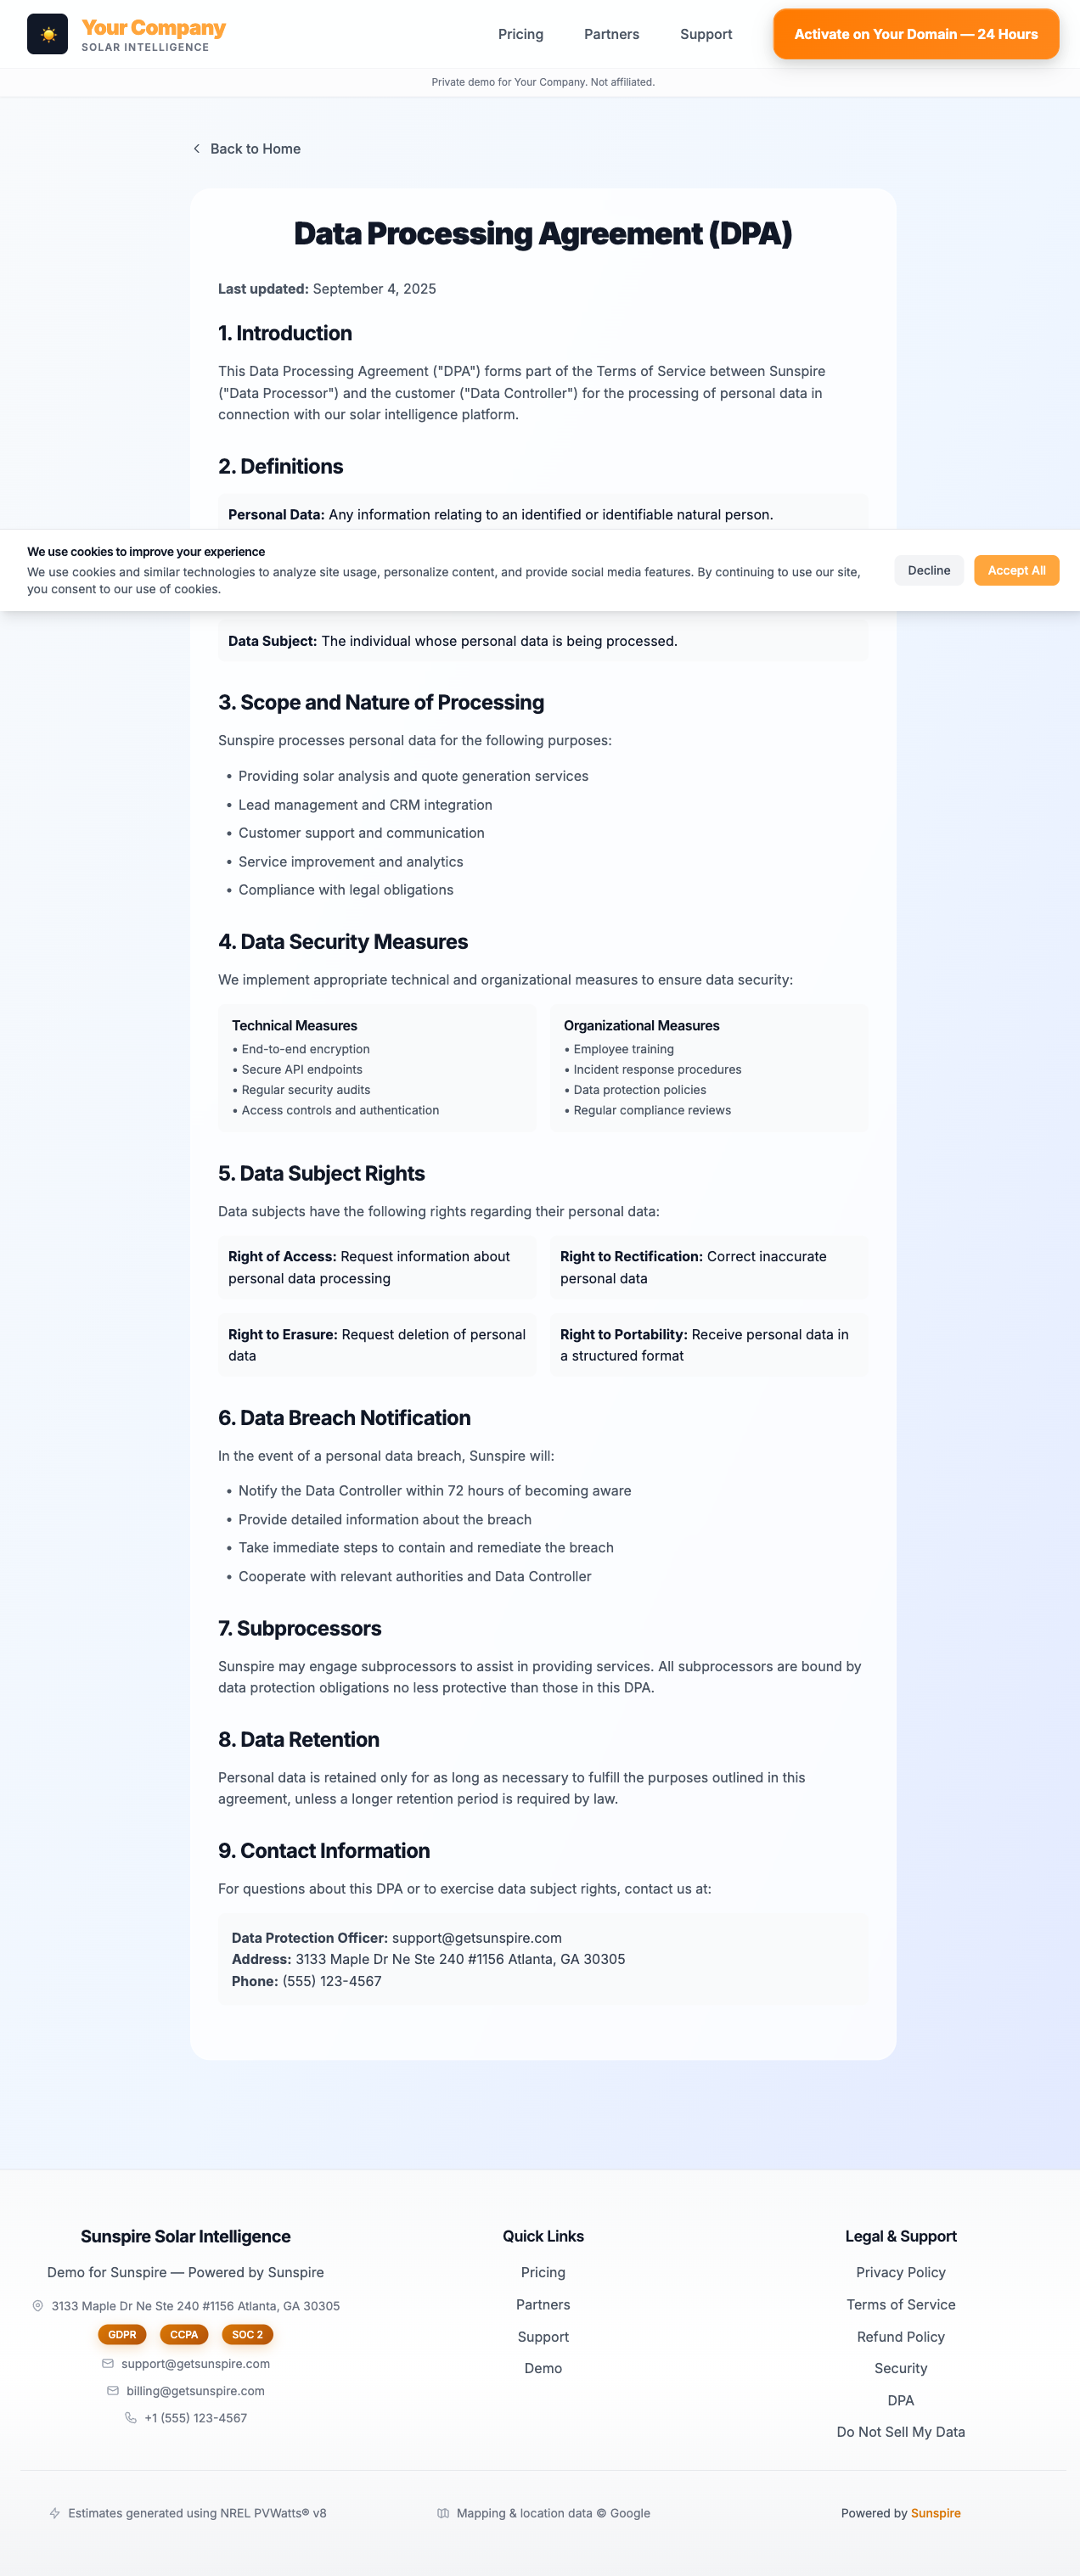 Your Company
SOLAR INTELLIGENCE
Pricing
Partners
Support
Activate on Your Domain — 24 Hours
Private demo for Your Company. Not affiliated.
Back to Home
Data Processing Agreement (DPA)
Last updated: September 4, 2025
1. Introduction
This Data Processing Agreement ("DPA") forms part of the Terms of Service between Sunspire
("Data Processor") and the customer ("Data Controller") for the processing of personal data in
connection with our solar intelligence platform.
2. Definitions
Personal Data: Any information relating to an identified or identifiable natural person.
We use cookies to improve your experience
We use cookies and similar technologies to analyze site usage, personalize content, and provide social media features. By continuing to use our site,
you consent to our use of cookies.
Decline
Accept All
Data Subject: The individual whose personal data is being processed.
3. Scope and Nature of Processing
Sunspire processes personal data for the following purposes:
• Providing solar analysis and quote generation services
• Lead management and CRM integration
• Customer support and communication
• Service improvement and analytics
• Compliance with legal obligations
4. Data Security Measures
We implement appropriate technical and organizational measures to ensure data security:
Technical Measures
• End-to-end encryption
• Secure API endpoints
• Regular security audits
• Access controls and authentication
Organizational Measures
• Employee training
• Incident response procedures
• Data protection policies
• Regular compliance reviews
5. Data Subject Rights
Data subjects have the following rights regarding their personal data:
Right of Access: Request information about
personal data processing
Right to Rectification: Correct inaccurate
personal data
Right to Erasure: Request deletion of personal
data
Right to Portability: Receive personal data in
a structured format
6. Data Breach Notification
In the event of a personal data breach, Sunspire will:
• Notify the Data Controller within 72 hours of becoming aware
• Provide detailed information about the breach
• Take immediate steps to contain and remediate the breach
• Cooperate with relevant authorities and Data Controller
7. Subprocessors
Sunspire may engage subprocessors to assist in providing services. All subprocessors are bound by
data protection obligations no less protective than those in this DPA.
8. Data Retention
Personal data is retained only for as long as necessary to fulfill the purposes outlined in this
agreement, unless a longer retention period is required by law.
9. Contact Information
For questions about this DPA or to exercise data subject rights, contact us at:
Data Protection Officer: support@getsunspire.com
Address: 3133 Maple Dr Ne Ste 240 #1156 Atlanta, GA 30305
Phone: (555) 123-4567
Sunspire Solar Intelligence
Demo for Sunspire — Powered by Sunspire
3133 Maple Dr Ne Ste 240 #1156 Atlanta, GA 30305
GDPR
CCPA
SOC 2
support@getsunspire.com
billing@getsunspire.com
+1 (555) 123-4567
Quick Links
Pricing
Partners
Support
Demo
Legal & Support
Privacy Policy
Terms of Service
Refund Policy
Security
DPA
Do Not Sell My Data
Estimates generated using NREL PVWatts® v8
Mapping & location data © Google
Powered by Sunspire